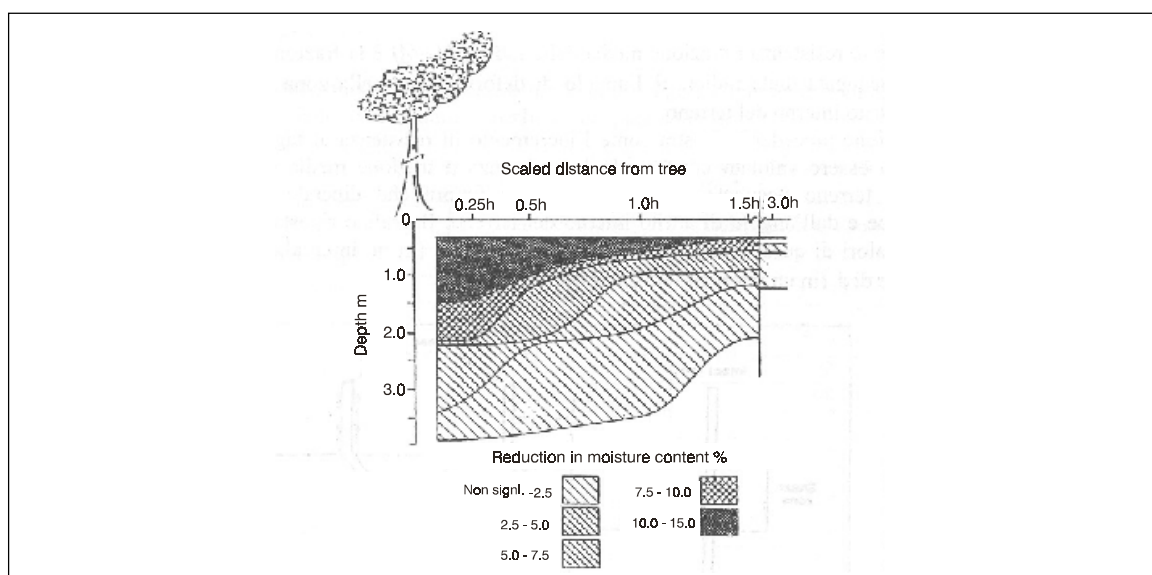 Scaled distance from tree
0.25h 0.5h 1.0h 1.5h 3.0h
0
1.0
2.0
3.0
Depth m
Reduction in moisture content %
Non signl. -2.5
7.5 - 10.0
2.5 - 5.0
10.0 - 15.0
5.0 - 7.5